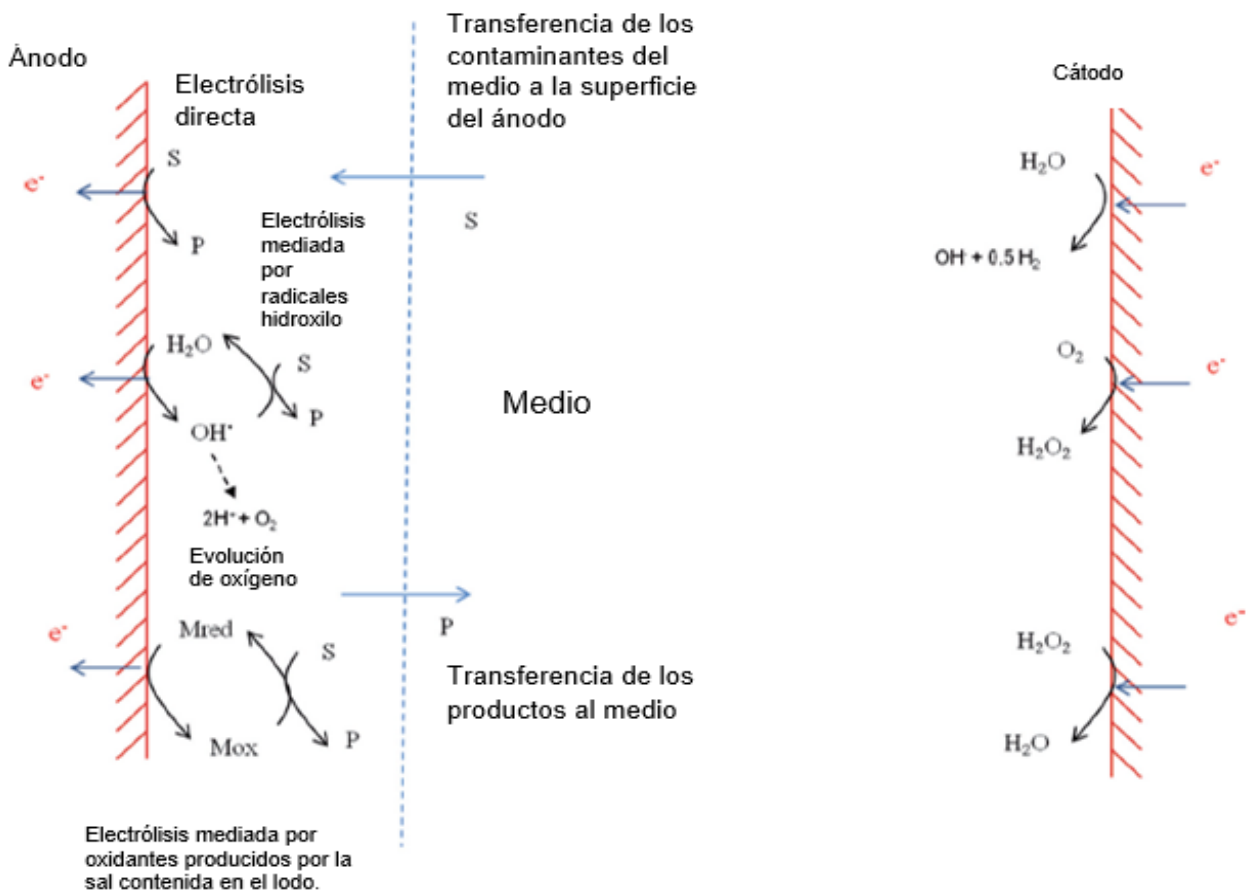 Ánodo
Electrólisis
directa
Transferencia de los
contaminantes del
medio a la superficie
del ánodo
Cátodo
S
e-
P
S
Electrólisis
mediada
por
radicales
hidroxilo
H₂O
e-
OH + 0.5 H₂
H₂O
S
e-
OH•
P
Medio
O₂
e-
H₂O₂
2H⁺ + O₂
Evolución
de oxígeno
P
e-
Mred
S
Mox
P
Transferencia de los
productos al medio
H₂O₂
e-
H₂O
Electrólisis mediada por
oxidantes producidos por la
sal contenida en el lodo.